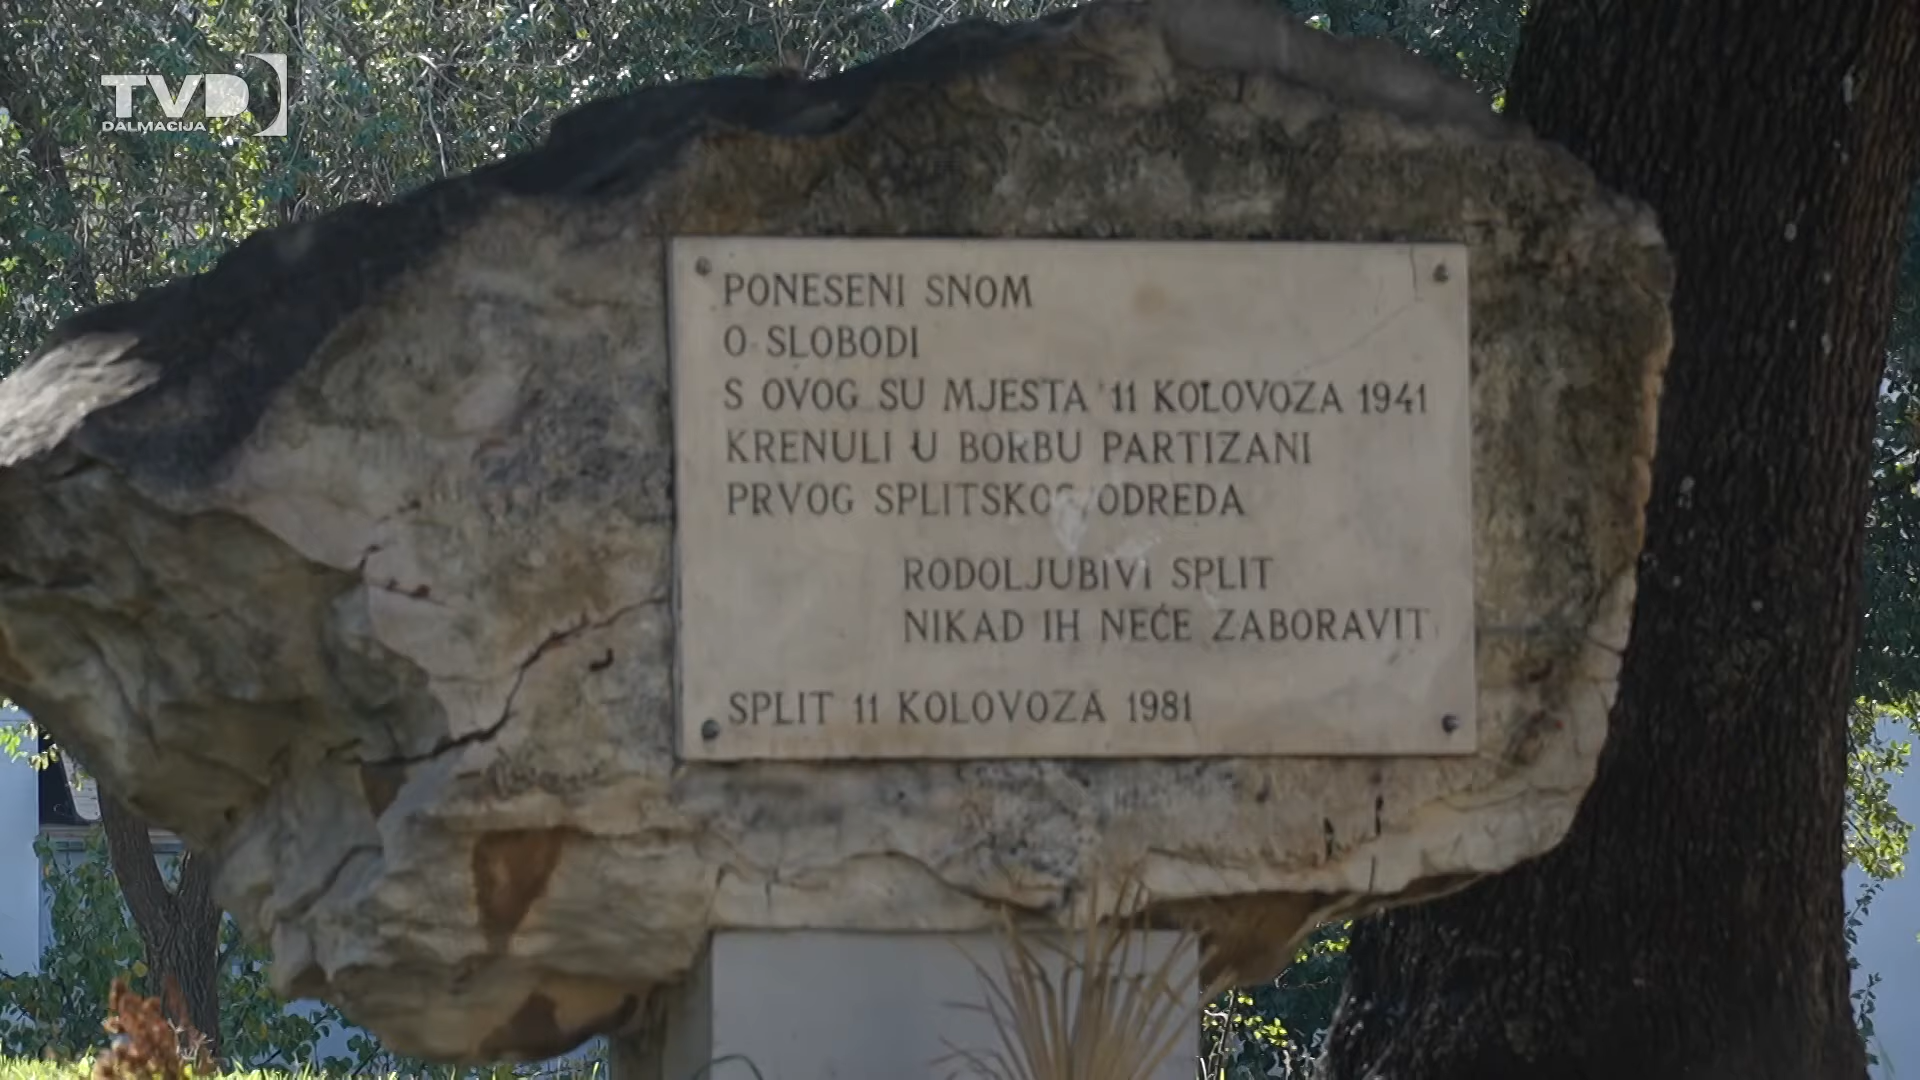 TVD
DALMACIJA
PONESENI SNOM
O SLOBODI
S OVOG SU MJESTA 11 KOLOVOZA 1941
KRENULI U BORBU PARTIZANI
PRVOG SPLITSKOG ODREDA
RODOLJUBIVI SPLIT
NIKAD IH NEĆE ZABORAVIT
SPLIT 11 KOLOVOZA 1981